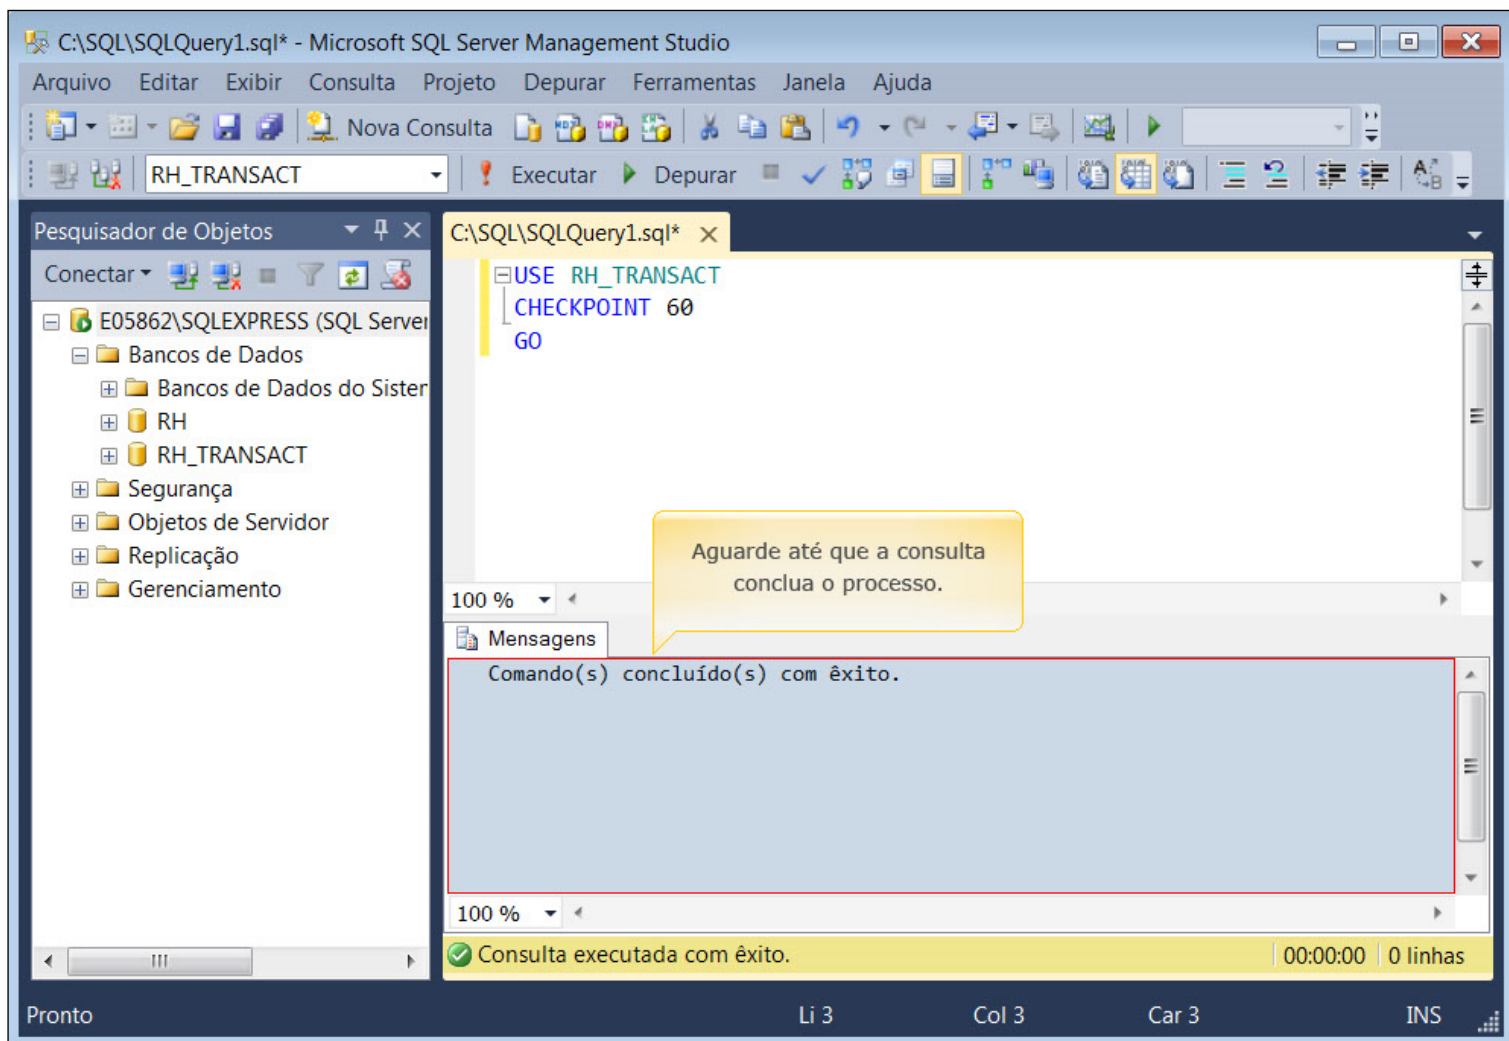 C:\SQL\SQLQuery1.sql* - Microsoft SQL Server Management Studio
Arquivo Editar Exibir Consulta Projeto Depurar Ferramentas Janela Ajuda
Nova Consulta
RH_TRANSACT Executar Depurar
Pesquisador de Objetos
Conectar
E05862\SQLEXPRESS (SQL Server
Bancos de Dados
Bancos de Dados do Sister
RH
RH_TRANSACT
Segurança
Objetos de Servidor
Replicação
Gerenciamento
C:\SQL\SQLQuery1.sql*
USE RH_TRANSACT
CHECKPOINT 60
GO
Aguarde até que a consulta
conclua o processo.
100 %
Mensagens
Comando(s) concluído(s) com êxito.
100 %
Consulta executada com êxito. 00:00:00 0 linhas
Pronto Li 3 Col 3 Car 3 INS